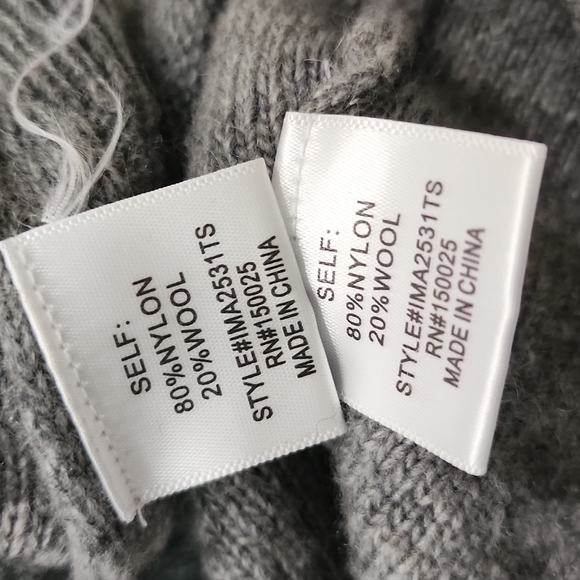 SELF:
80%NYLON
20%WOOL
STYLE#IMA2531TS
RN#150025
MADE IN CHINA
SELF:
80%NYLON
20%WOOL
STYLE#IMA2531TS
RN#150025
MADE IN CHINA